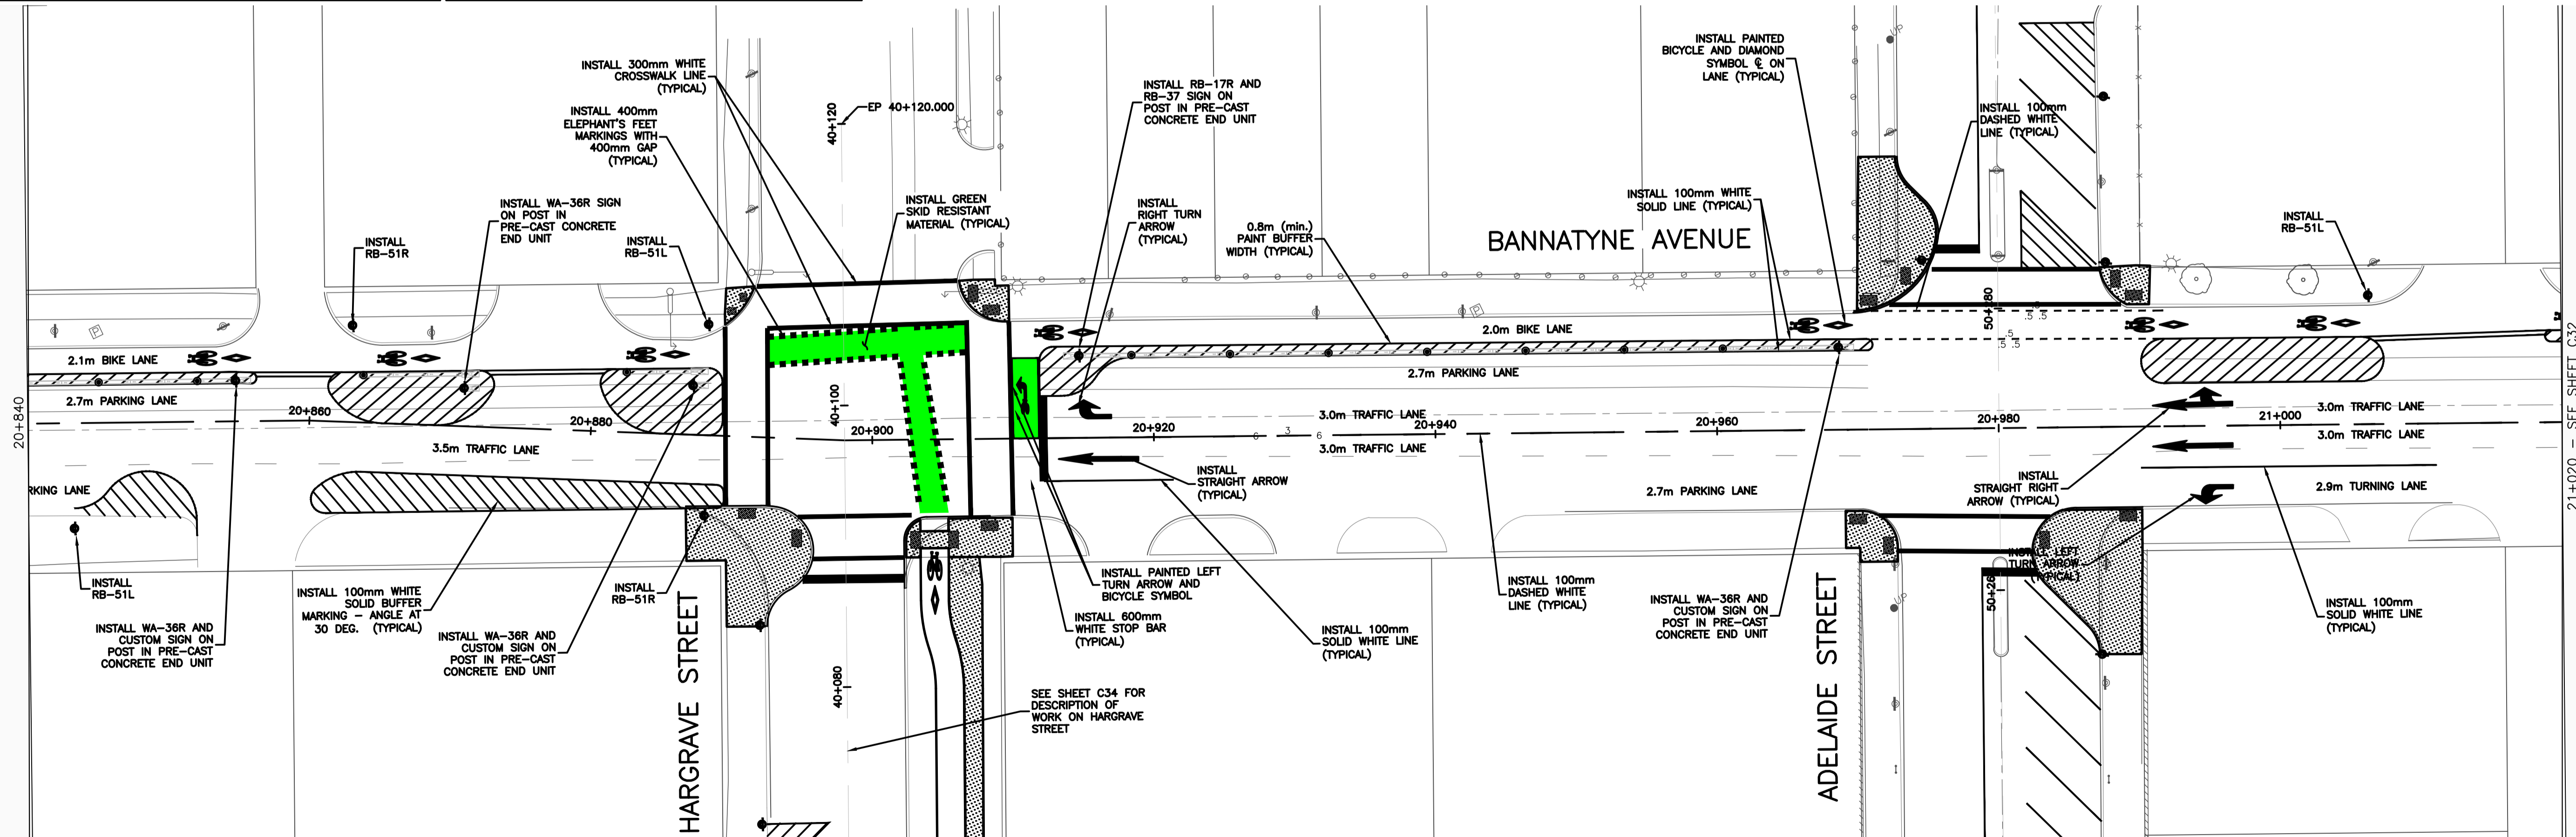 INSTALL 300mm WHITE
CROSSWALK LINE
(TYPICAL)
INSTALL 400mm
ELEPHANT'S FEET
MARKINGS WITH
400mm GAP
(TYPICAL)
INSTALL WA-36R SIGN
ON POST IN
PRE-CAST CONCRETE
END UNIT
INSTALL
RB-51R
INSTALL
RB-51L
40+120
EP 40+120.000
INSTALL GREEN
SKID RESISTANT
MATERIAL (TYPICAL)
INSTALL RB-17R AND
RB-37 SIGN ON
POST IN PRE-CAST
CONCRETE END UNIT
INSTALL
RIGHT TURN
ARROW
(TYPICAL)
0.8m (min.)
PAINT BUFFER
WIDTH (TYPICAL)
BANNATYNE AVENUE
INSTALL 100mm WHITE
SOLID LINE (TYPICAL)
INSTALL PAINTED
BICYCLE AND DIAMOND
SYMBOL ℄ ON
LANE (TYPICAL)
UP
INSTALL 100mm
DASHED WHITE
LINE (TYPICAL)
INSTALL
RB-51L
P
P
50+280
.5 .5
.5 .5
2.1m BIKE LANE
2.0m BIKE LANE
2.7m PARKING LANE
2.7m PARKING LANE
20+840
20+860
20+880
40+100
20+900
20+920
20+940
20+960
20+980
21+000
6 3 6
3.5m TRAFFIC LANE
3.0m TRAFFIC LANE
3.0m TRAFFIC LANE
3.0m TRAFFIC LANE
3.0m TRAFFIC LANE
RKING LANE
2.7m PARKING LANE
2.9m TURNING LANE
21+020 - SEE SHEET C32
INSTALL
STRAIGHT ARROW
(TYPICAL)
INSTALL
STRAIGHT RIGHT
ARROW (TYPICAL)
INSTALL LEFT
TURN ARROW
(TYPICAL)
50+26
INSTALL
RB-51L
INSTALL WA-36R AND
CUSTOM SIGN ON
POST IN PRE-CAST
CONCRETE END UNIT
INSTALL 100mm WHITE
SOLID BUFFER
MARKING - ANGLE AT
30 DEG. (TYPICAL)
INSTALL WA-36R AND
CUSTOM SIGN ON
POST IN PRE-CAST
CONCRETE END UNIT
INSTALL
RB-51R
HARGRAVE STREET
40+080
INSTALL PAINTED LEFT
TURN ARROW AND
BICYCLE SYMBOL
INSTALL 600mm
WHITE STOP BAR
(TYPICAL)
SEE SHEET C34 FOR
DESCRIPTION OF
WORK ON HARGRAVE
STREET
INSTALL 100mm
SOLID WHITE LINE
(TYPICAL)
INSTALL 100mm
DASHED WHITE
LINE (TYPICAL)
INSTALL WA-36R AND
CUSTOM SIGN ON
POST IN PRE-CAST
CONCRETE END UNIT
ADELAIDE STREET
UP
INSTALL 100mm
SOLID WHITE LINE
(TYPICAL)